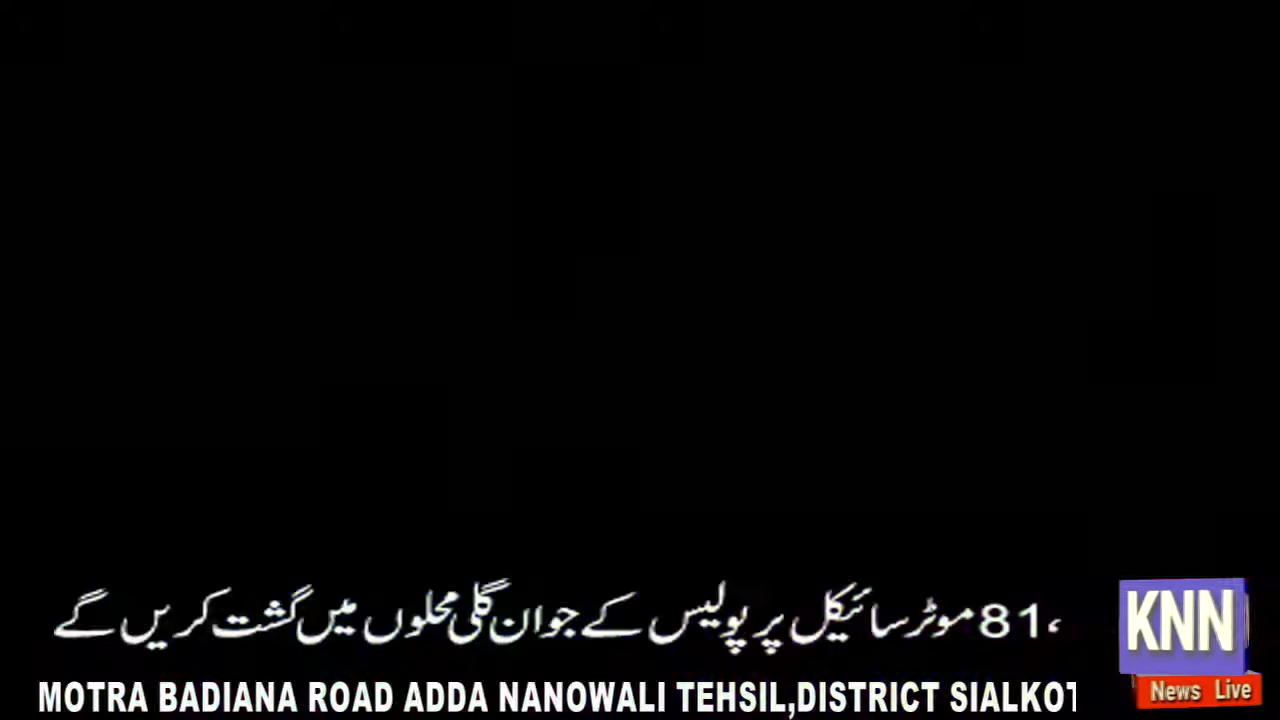 ،81 موٹر سائیکل پر پولیس کے جوان گلی محلوں میں گشت کریں گے
KNN
MOTRA BADIANA ROAD ADDA NANOWALI TEHSIL,DISTRICT SIALKOT
News Live